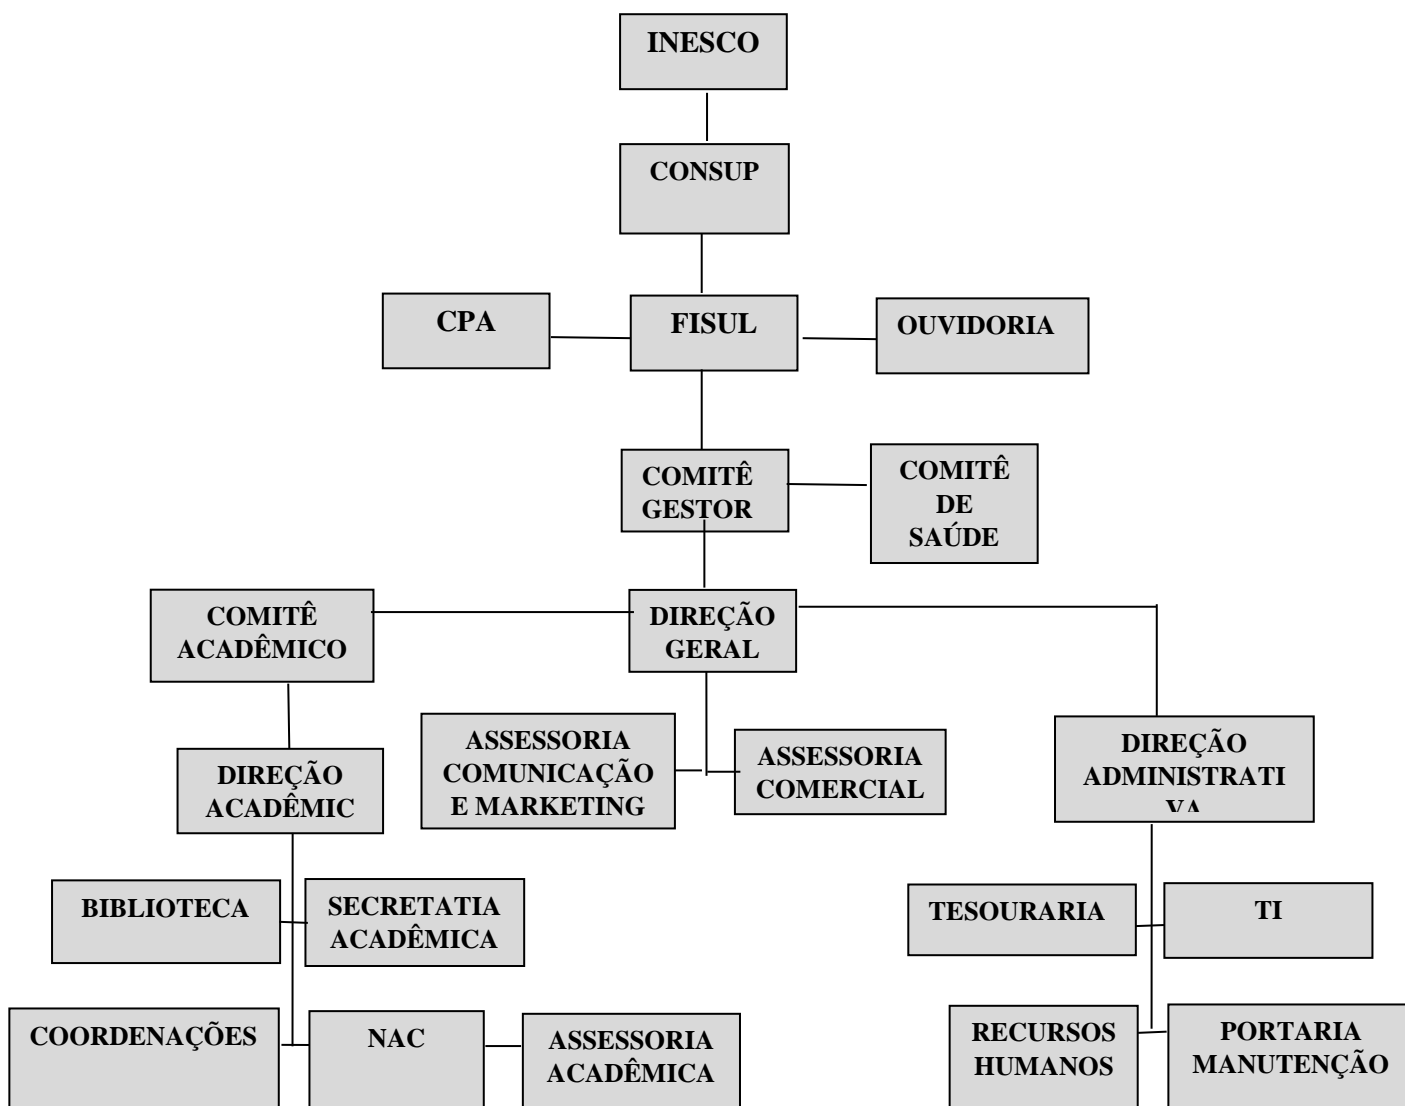 INESCO
CONSUP
CPA
FISUL
OUVIDORIA
COMITÊ
GESTOR
COMITÊ
DE
SAÚDE
COMITÊ
ACADÊMICO
DIREÇÃO
GERAL
ASSESSORIA
COMUNICAÇÃO
E MARKETING
ASSESSORIA
COMERCIAL
DIREÇÃO
ADMINISTRATI
VA
DIREÇÃO
ACADÊMIC
BIBLIOTECA
SECRETATIA
ACADÊMICA
TESOURARIA
TI
COORDENAÇÕES
NAC
ASSESSORIA
ACADÊMICA
RECURSOS
HUMANOS
PORTARIA
MANUTENÇÃO